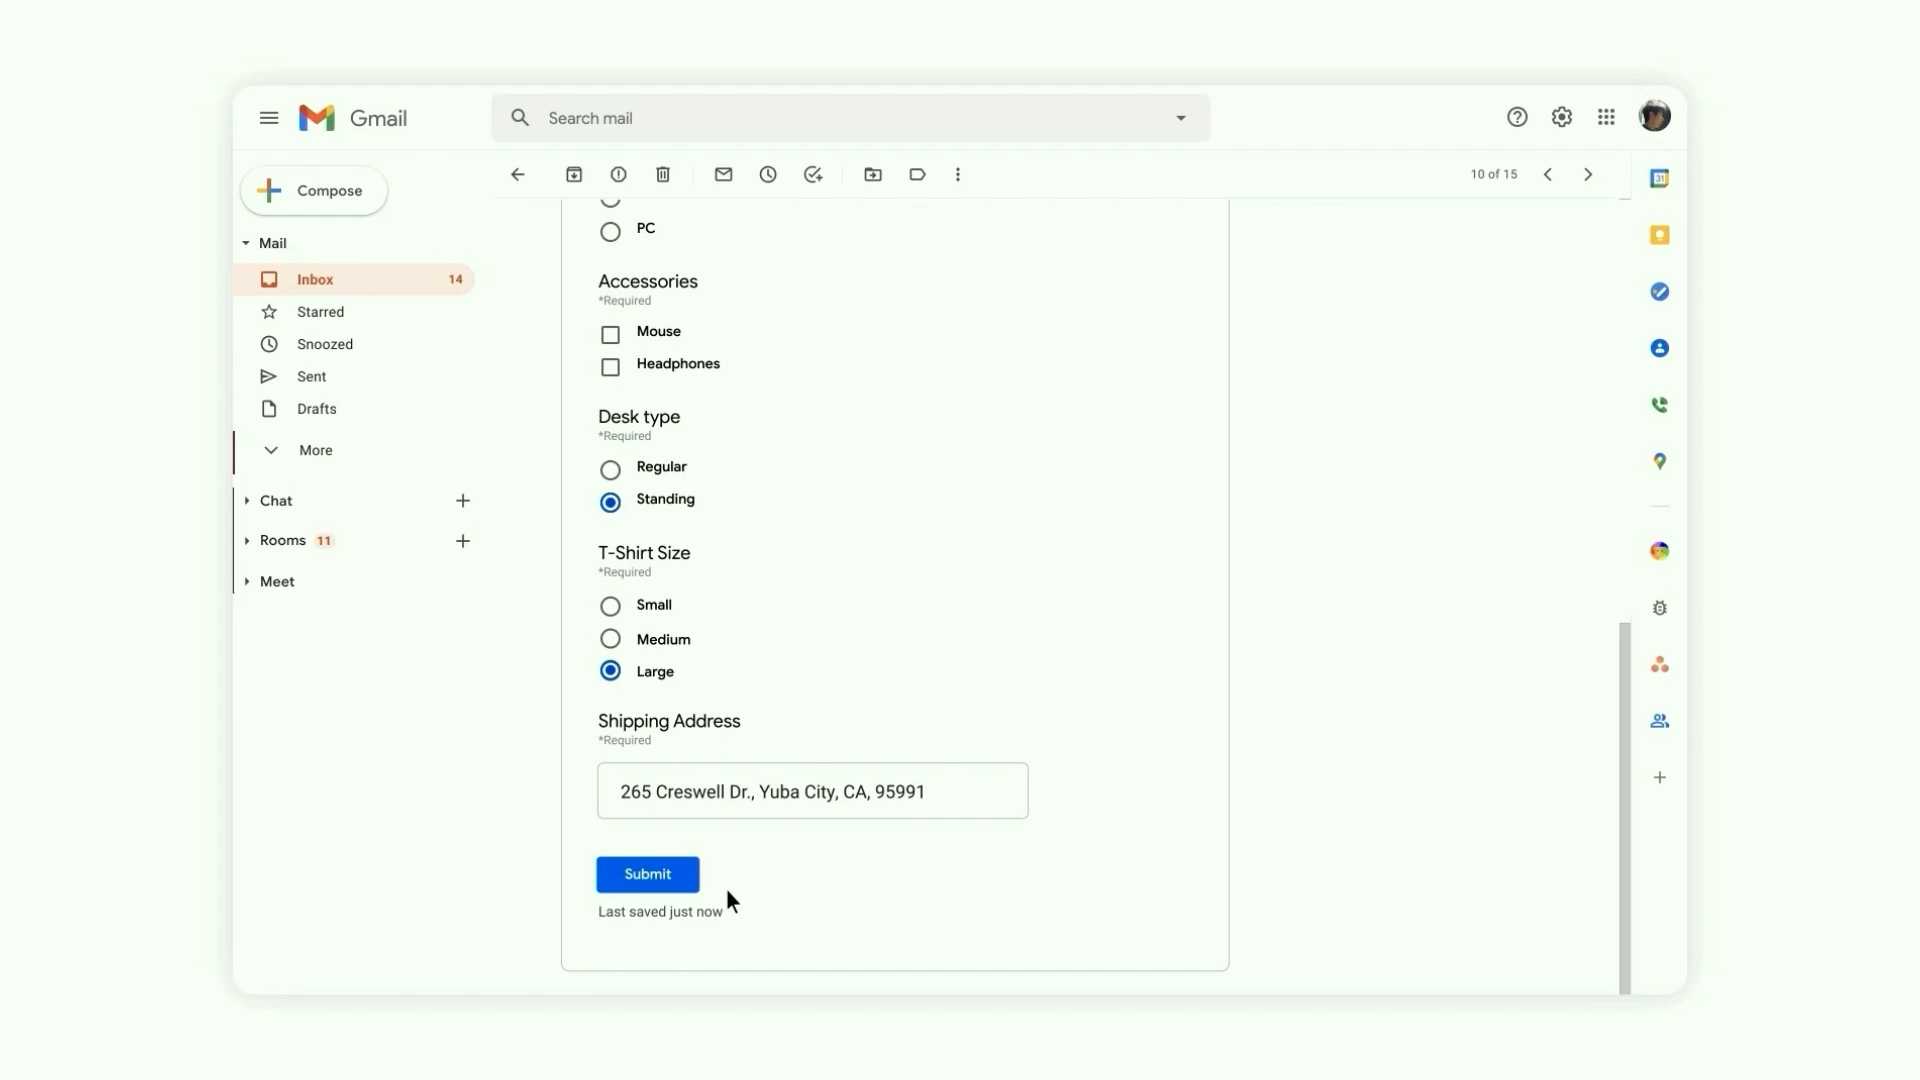 Gmail
Search mail
Compose
10 of 15
31
Mail
Inbox 14
Starred
Snoozed
Sent
Drafts
More
Chat
Rooms 11
Meet
PC
Accessories
*Required
Mouse
Headphones
Desk type
*Required
Regular
Standing
T-Shirt Size
*Required
Small
Medium
Large
Shipping Address
*Required
265 Creswell Dr., Yuba City, CA, 95991
Submit
Last saved just now